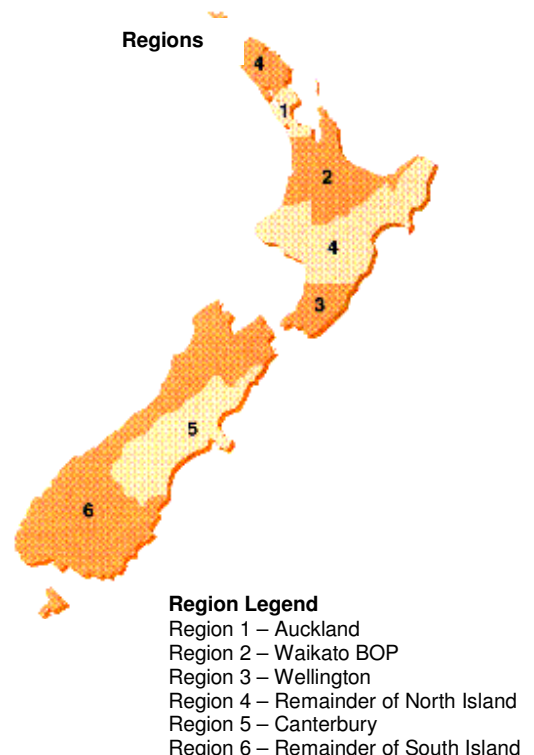 Regions
4
1
2
4
3
5
6
Region Legend
Region 1 – Auckland
Region 2 – Waikato BOP
Region 3 – Wellington
Region 4 – Remainder of North Island
Region 5 – Canterbury
Region 6 – Remainder of South Island